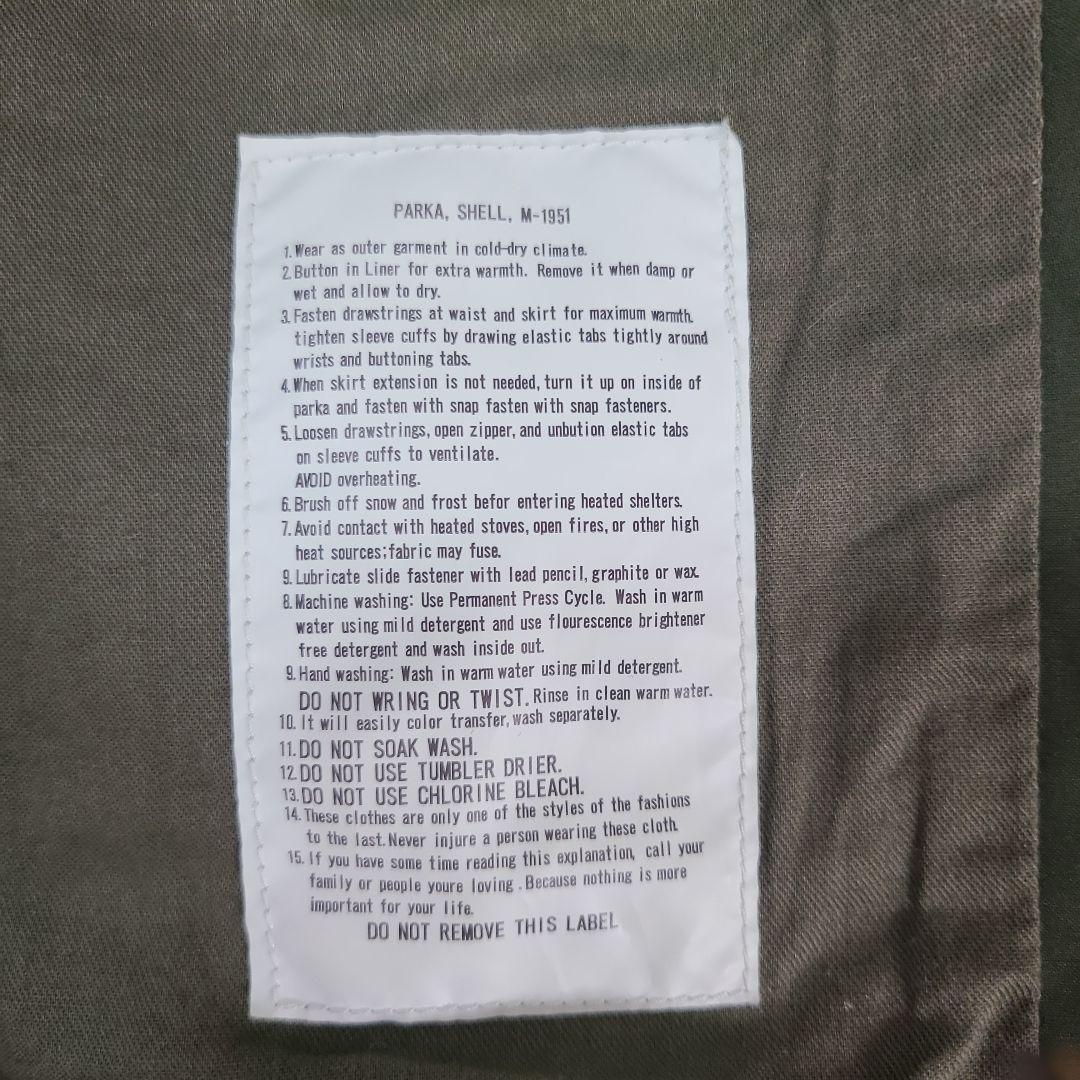 PARKA, SHELL, M-1951
1. Wear as outer garment in cold-dry climate.
2. Button in Liner for extra warmth. Remove it when damp or
wet and allow to dry.
3. Fasten drawstrings at waist and skirt for maximum warmth.
tighten sleeve cuffs by drawing elastic tabs tightly around
wrists and buttoning tabs.
4. When skirt extension is not needed, turn it up on inside of
parka and fasten with snap fasten with snap fasteners.
5. Loosen drawstrings, open zipper, and unbution elastic tabs
on sleeve cuffs to ventilate.
AVOID overheating.
6. Brush off snow and frost befor entering heated shelters.
7. Avoid contact with heated stoves, open fires, or other high
heat sources; fabric may fuse.
9. Lubricate slide fastener with lead pencil, graphite or wax.
8. Machine washing: Use Permanent Press Cycle. Wash in warm
water using mild detergent and use flourescence brightener
free detergent and wash inside out.
9. Hand washing: Wash in warm water using mild detergent.
DO NOT WRING OR TWIST. Rinse in clean warm water.
10. It will easily color transfer, wash separately.
11. DO NOT SOAK WASH.
12. DO NOT USE TUMBLER DRIER.
13. DO NOT USE CHLORINE BLEACH.
14. These clothes are only one of the styles of the fashions
to the last. Never injure a person wearing these cloth.
15. If you have some time reading this explanation, call your
family or people youre loving. Because nothing is more
important for your life.
DO NOT REMOVE THIS LABEL